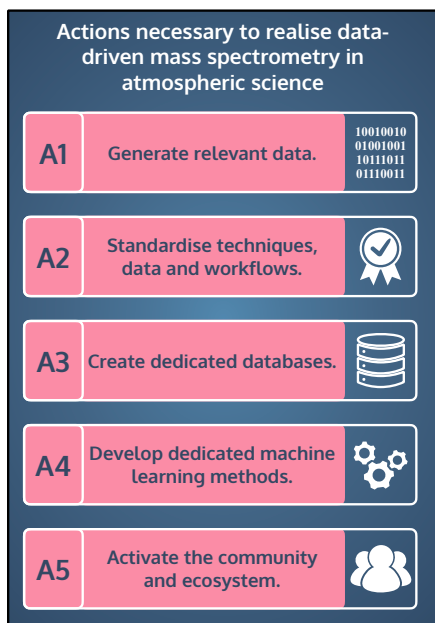 Actions necessary to realise data-
driven mass spectrometry in
atmospheric science
A1
Generate relevant data.
10010010
01001001
10111011
01110011
A2
Standardise techniques,
data and workflows.
A3
Create dedicated databases.
A4
Develop dedicated machine
learning methods.
A5
Activate the community
and ecosystem.